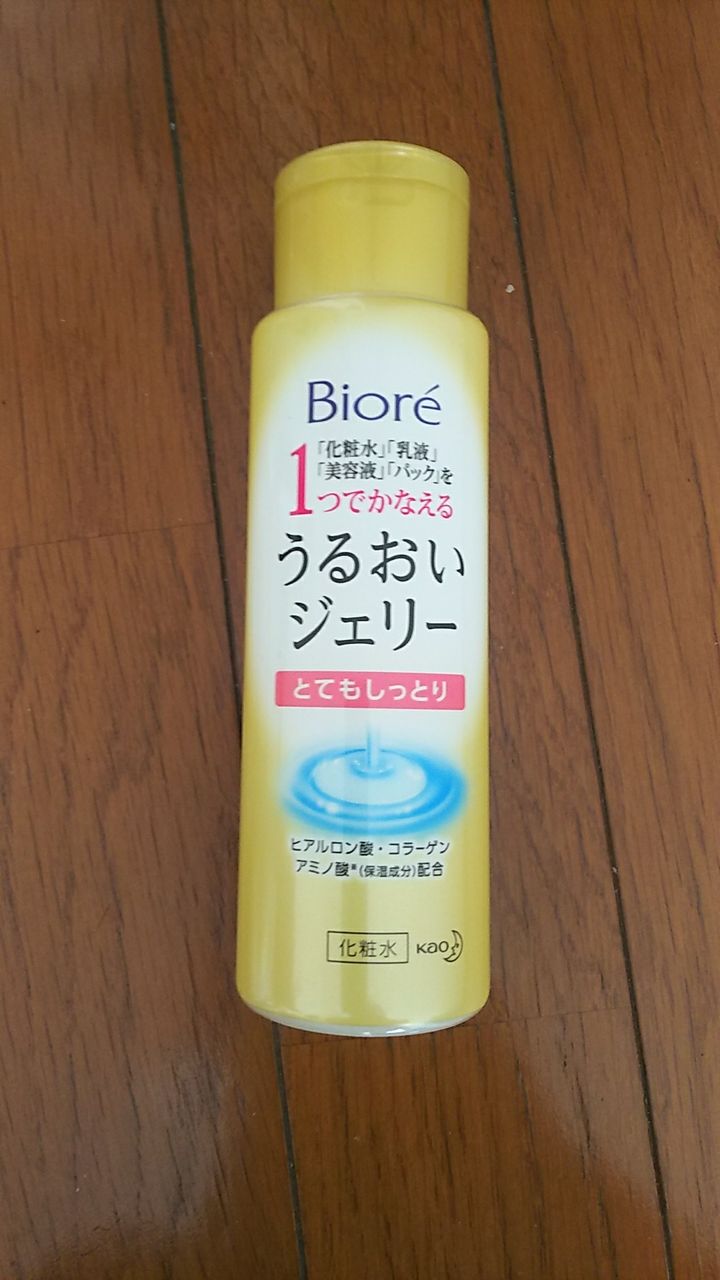 Bioré
1
「化粧水」「乳液」
「美容液」「パック」を
つでかなえる
うるおい
ジェリー
とてもしっとり
ヒアルロン酸・コラーゲン
アミノ酸※(保湿成分)配合
化粧水 Kao